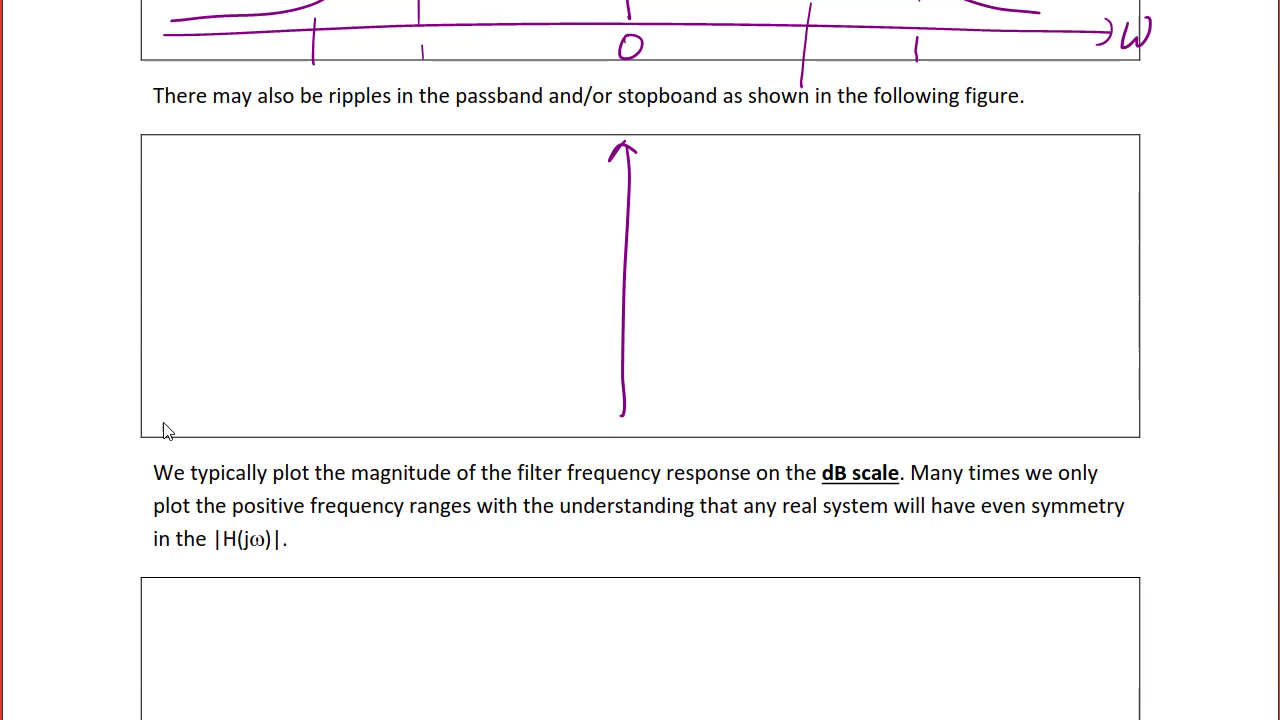 0
ω
There may also be ripples in the passband and/or stopboand as shown in the following figure.
We typically plot the magnitude of the filter frequency response on the dB scale. Many times we only
plot the positive frequency ranges with the understanding that any real system will have even symmetry
in the |H(jω)|.